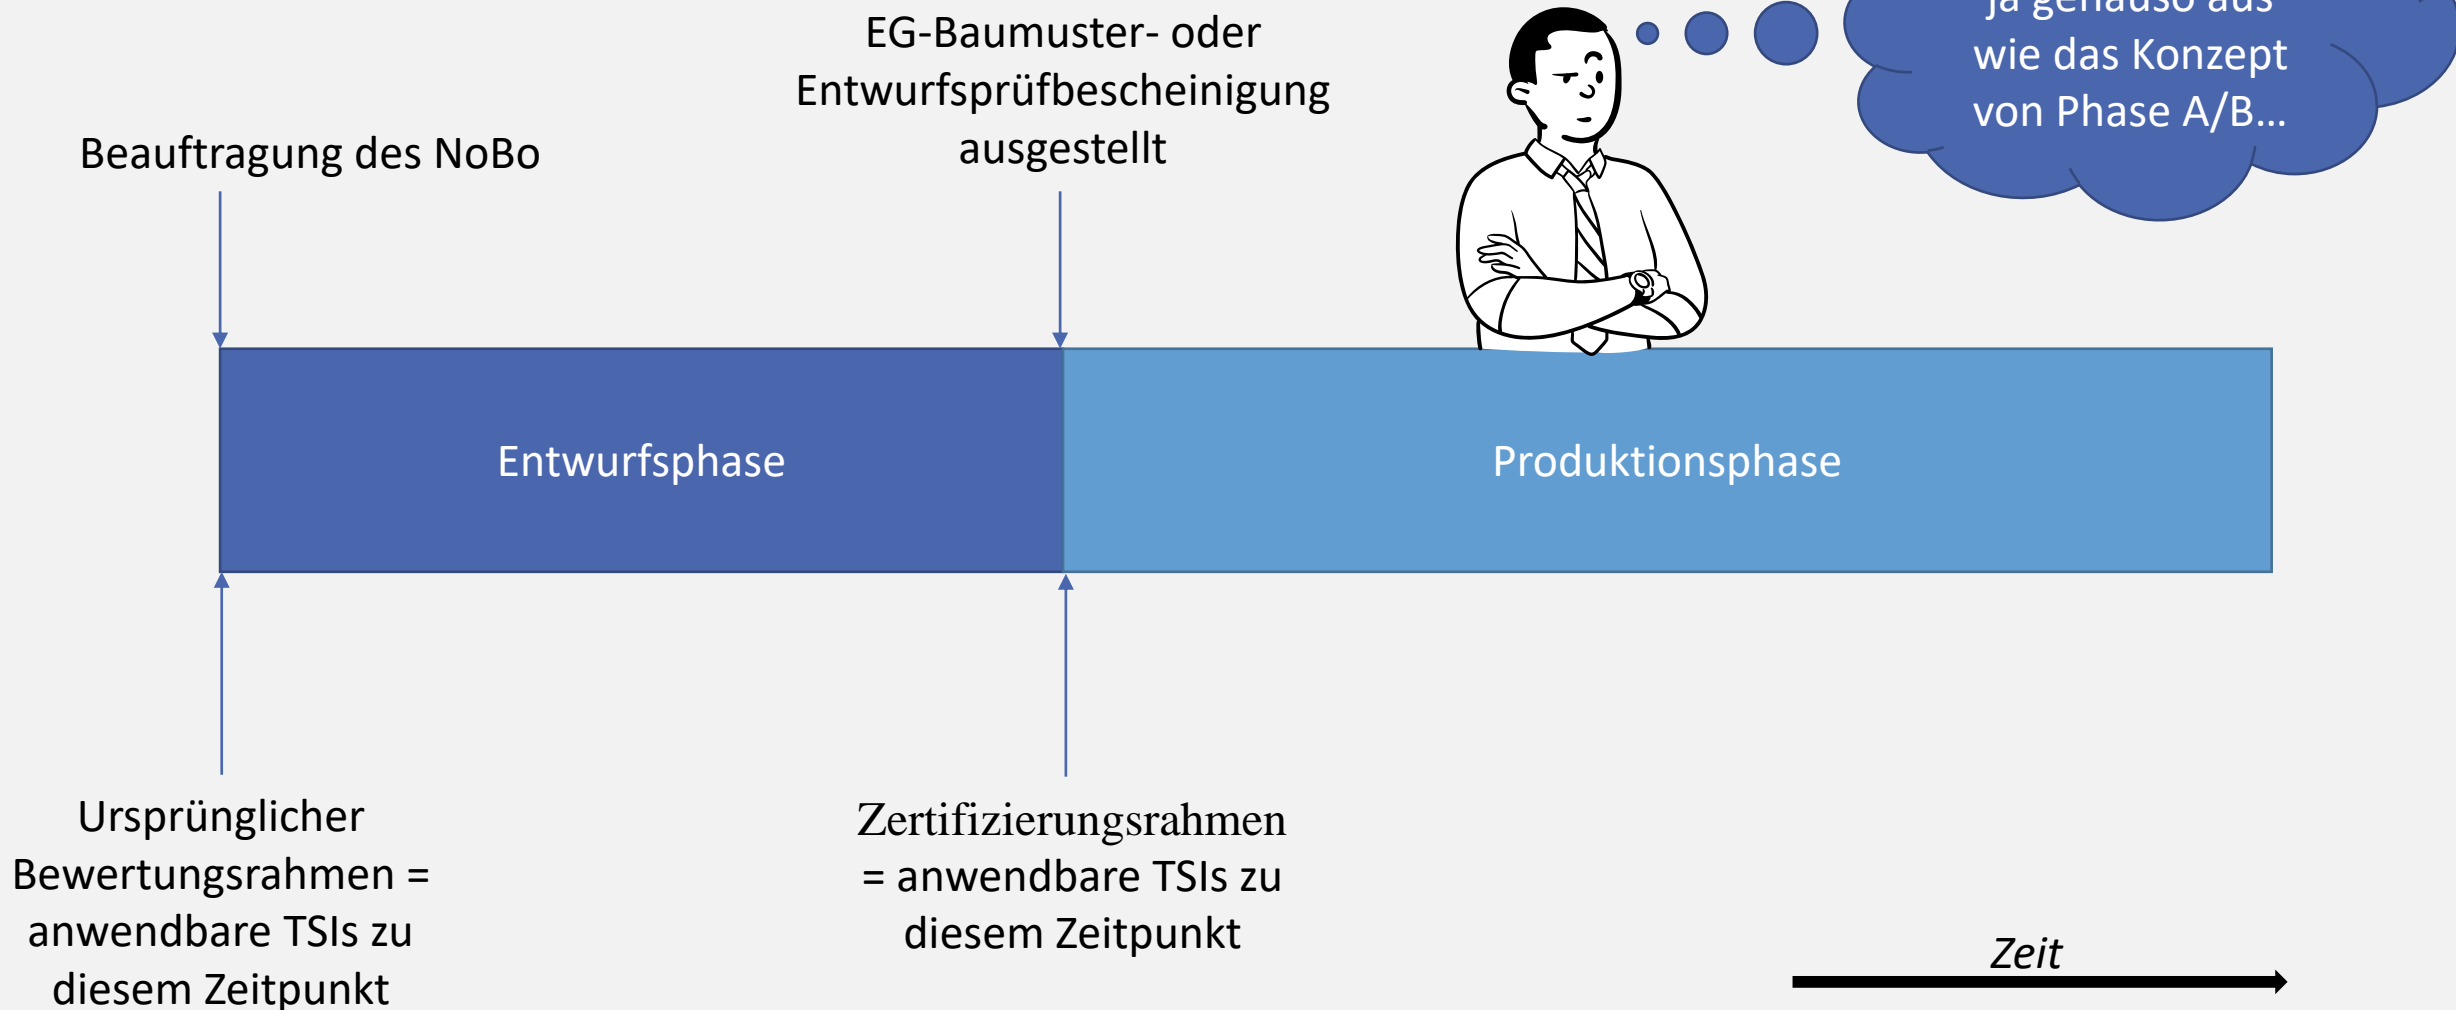 EG-Baumuster- oder
Entwurfsprüfbescheinigung
ausgestellt
Beauftragung des NoBo
ja genauso aus
wie das Konzept
von Phase A/B...
Entwurfsphase
Produktionsphase
Ursprünglicher
Bewertungsrahmen =
anwendbare TSIs zu
diesem Zeitpunkt
Zertifizierungsrahmen
= anwendbare TSIs zu
diesem Zeitpunkt
Zeit